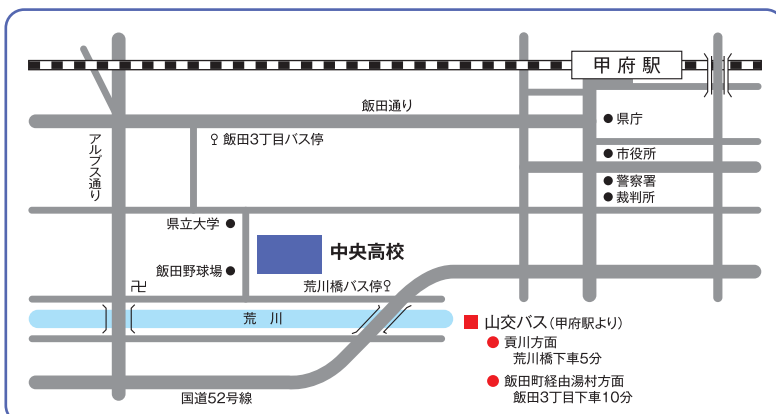 甲府駅
飯田通り
県庁
アルプス通り
飯田3丁目バス停
市役所
警察署
裁判所
県立大学
中央高校
飯田野球場
卍
荒川橋バス停
荒川
山交バス(甲府駅より)
貢川方面
荒川橋下車5分
飯田町経由湯村方面
飯田3丁目下車10分
国道52号線